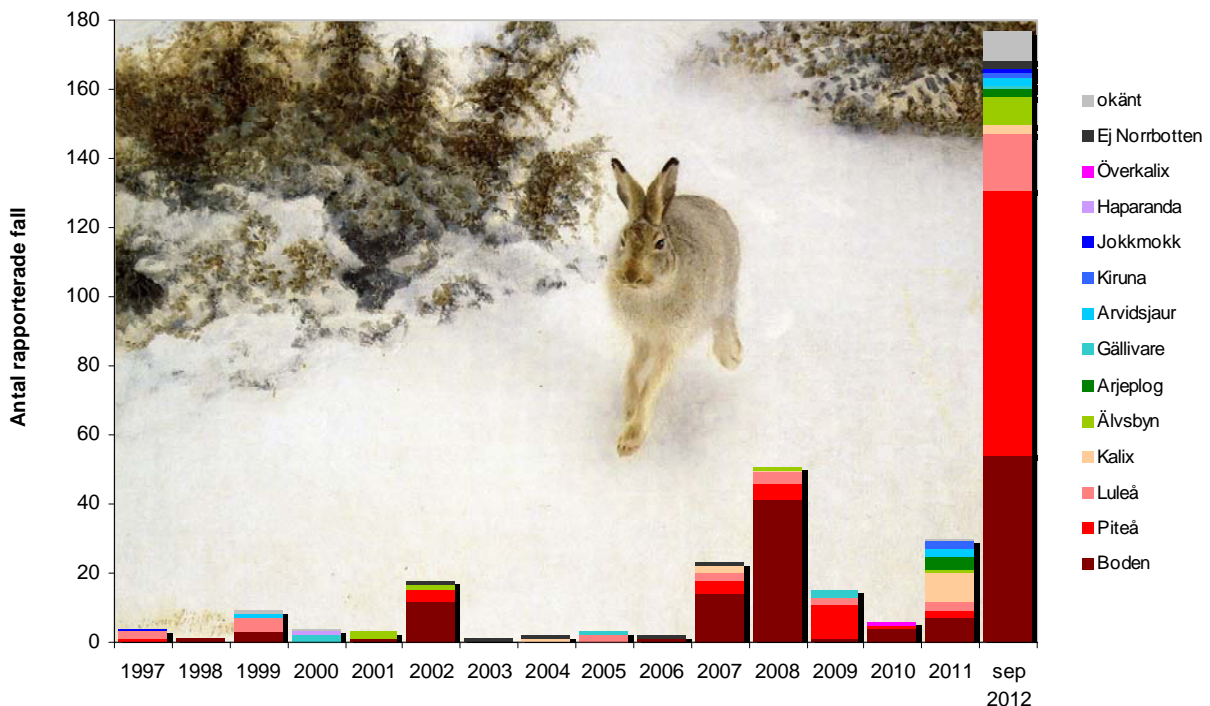 Antal rapporterade fall
180
160
140
120
100
80
60
40
20
0
1997 1998 1999 2000 2001 2002 2003 2004 2005 2006 2007 2008 2009 2010 2011 sep
2012
okänt
Ej Norrbotten
Överkalix
Haparanda
Jokkmokk
Kiruna
Arvidsjaur
Gällivare
Arjeplog
Älvsbyn
Kalix
Luleå
Piteå
Boden